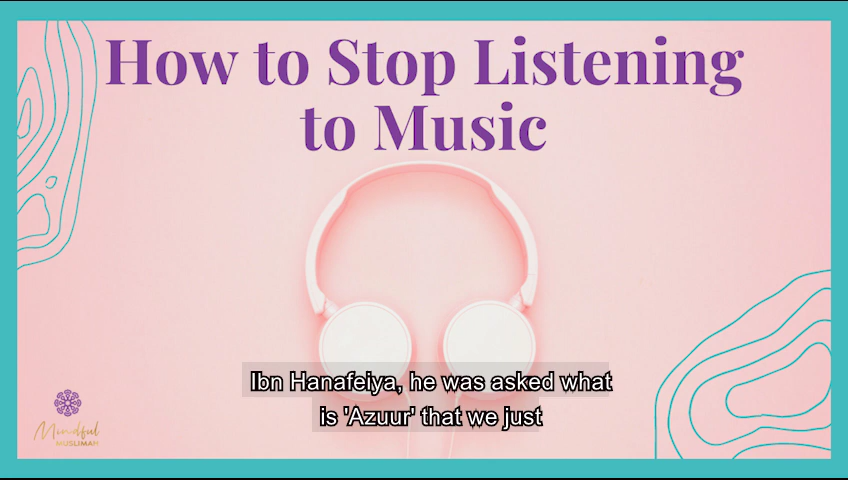 How to Stop Listening
to Music
Ibn Hanafeiya, he was asked what
is 'Azuur' that we just
Mindful
MUSLIMAH